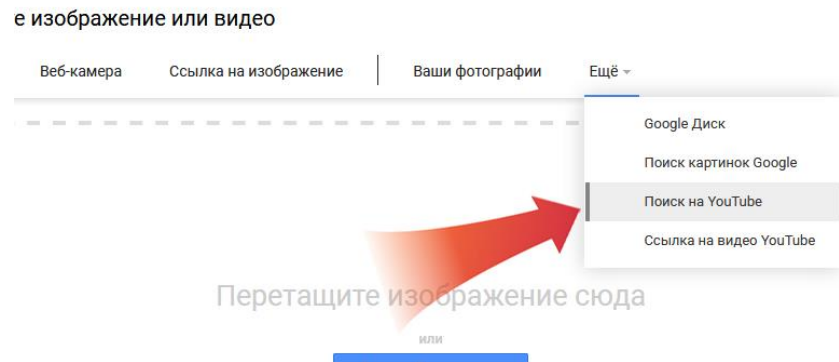 е изображение или видео
Веб-камера Ссылка на изображение Ваши фотографии Ещё
Google Диск
Поиск картинок Google
Поиск на YouTube
Ссылка на видео YouTube
Перетащите изображение сюда
или